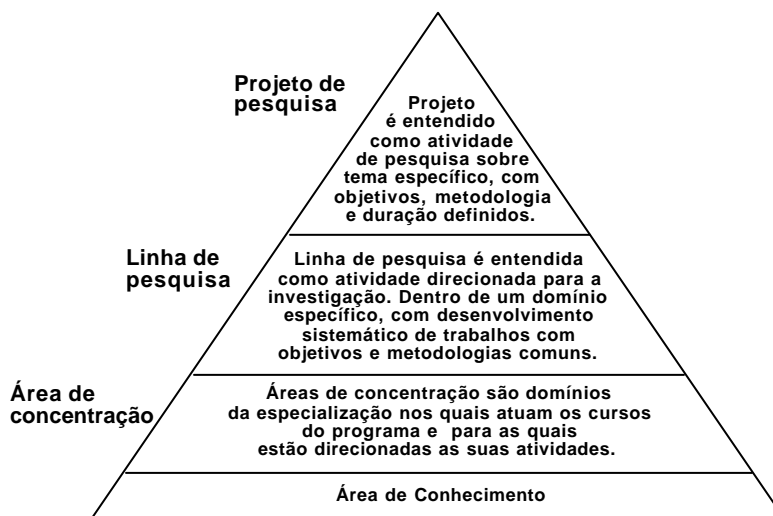 Projeto de
pesquisa
Projeto
é entendido
como atividade
de pesquisa sobre
tema específico, com
objetivos, metodologia
e duração definidos.
Linha de
pesquisa
Linha de pesquisa é entendida
como atividade direcionada para a
investigação. Dentro de um domínio
específico, com desenvolvimento
sistemático de trabalhos com
objetivos e metodologias comuns.
Área de
concentração
Áreas de concentração são domínios
da especialização nos quais atuam os cursos
do programa e para as quais
estão direcionadas as suas atividades.
Área de Conhecimento